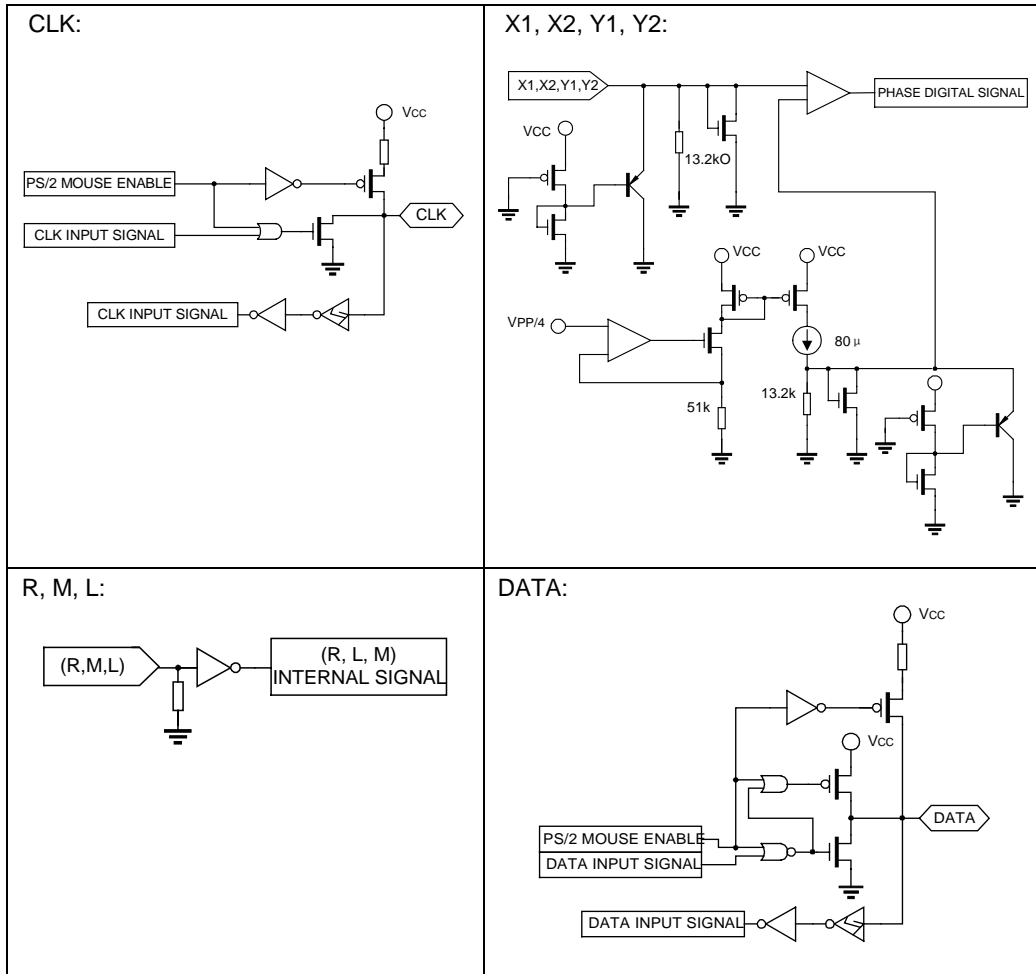 CLK:
Vcc
PS/2 MOUSE ENABLE
CLK INPUT SIGNAL
CLK
CLK INPUT SIGNAL
X1, X2, Y1, Y2:
X1,X2,Y1,Y2
PHASE DIGITAL SIGNAL
VCC
13.2kO
VCC
VCC
VPP/4
80 μ
51k
13.2k
R, M, L:
(R,M,L)
(R, L, M)
INTERNAL SIGNAL
DATA:
Vcc
Vcc
DATA
PS/2 MOUSE ENABLE
DATA INPUT SIGNAL
DATA INPUT SIGNAL